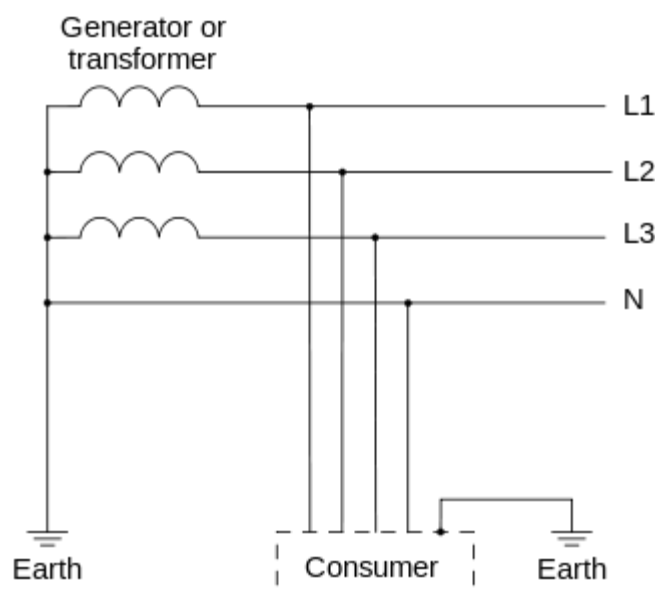 Generator or
transformer
L1
L2
L3
N
Earth
Consumer
Earth